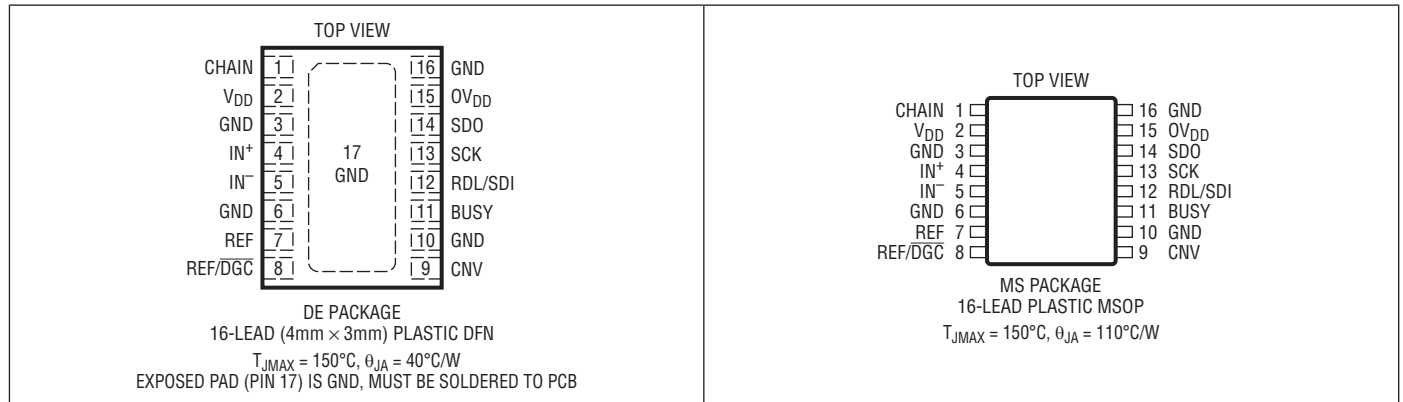 TOP VIEW
CHAIN 1
VDD 2
GND 3
IN+ 4
IN– 5
GND 6
REF 7
REF/DGC 8
17
GND
16 GND
15 OVDD
14 SDO
13 SCK
12 RDL/SDI
11 BUSY
10 GND
9 CNV
DE PACKAGE
16-LEAD (4mm × 3mm) PLASTIC DFN
TJMAX = 150°C, θJA = 40°C/W
EXPOSED PAD (PIN 17) IS GND, MUST BE SOLDERED TO PCB
TOP VIEW
CHAIN 1
VDD 2
GND 3
IN+ 4
IN– 5
GND 6
REF 7
REF/DGC 8
16 GND
15 OVDD
14 SDO
13 SCK
12 RDL/SDI
11 BUSY
10 GND
9 CNV
MS PACKAGE
16-LEAD PLASTIC MSOP
TJMAX = 150°C, θJA = 110°C/W